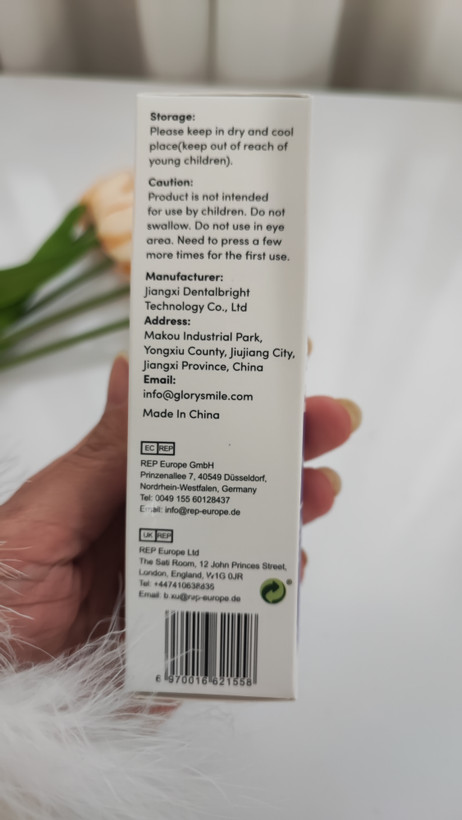 Storage:
Please keep in dry and cool
place(keep out of reach of
young children).
Caution:
Product is not intended
for use by children. Do not
swallow. Do not use in eye
area. Need to press a few
more times for the first use.
Manufacturer:
Jiangxi Dentalbright
Technology Co., Ltd
Address:
Makou Industrial Park,
Yongxiu County, Jiujiang City,
Jiangxi Province, China
Email:
info@glorysmile.com
Made In China
EC REP
REP Europe GmbH
Prinzenallee 7, 40549 Düsseldorf,
Nordrhein-Westfalen, Germany
Tel: 0049 155 60128437
Email: info@rep-europe.de
UK REP
REP Europe Ltd
The Sati Room, 12 John Princes Street,
London, England, W1G 0JR
Tel:
Email: b.xu@rep-europe.de
6 970016 621558